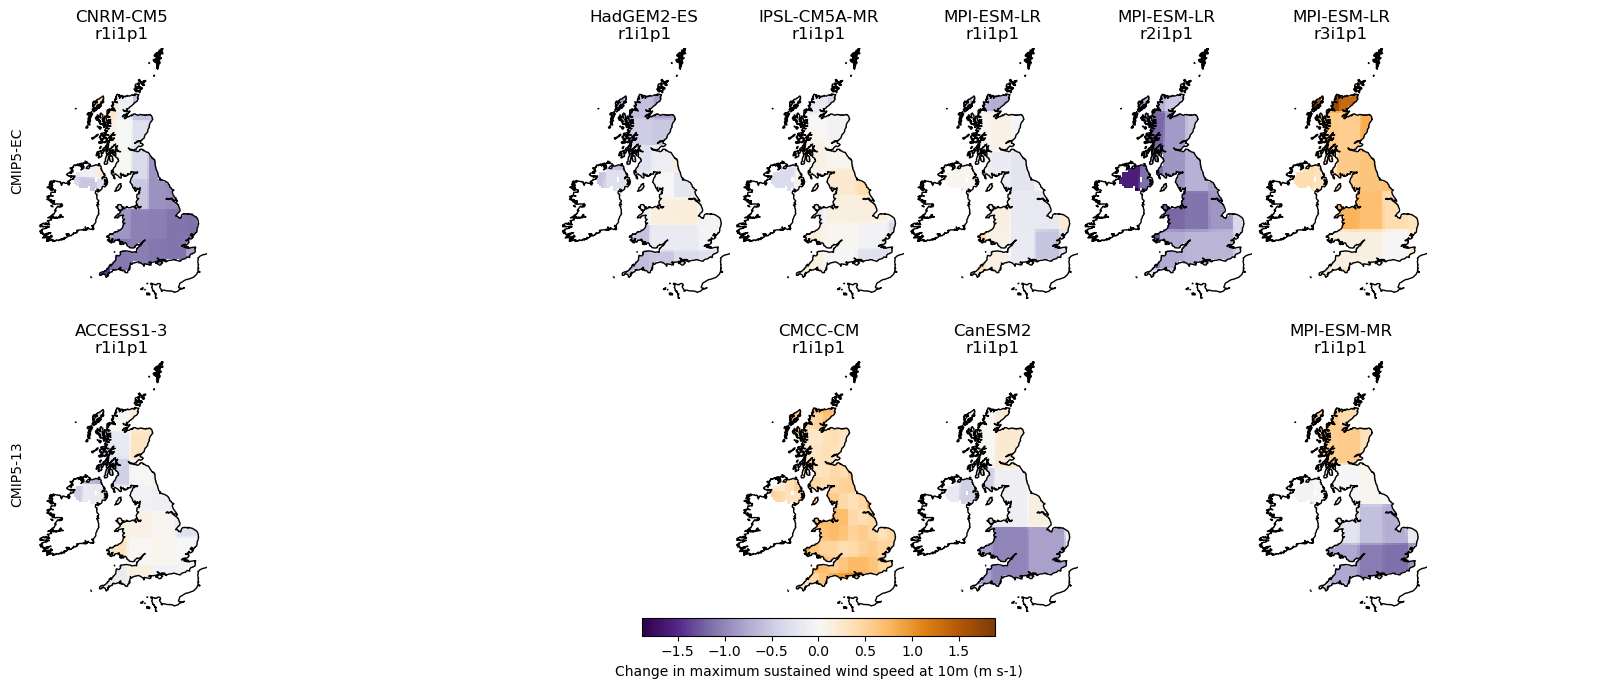 CNRM-CM5
r1i1p1
HadGEM2-ES
r1i1p1
IPSL-CM5A-MR
r1i1p1
MPI-ESM-LR
r1i1p1
MPI-ESM-LR
r2i1p1
MPI-ESM-LR
r3i1p1
CMIP5-EC
ACCESS1-3
r1i1p1
CMCC-CM
r1i1p1
CanESM2
r1i1p1
MPI-ESM-MR
r1i1p1
CMIP5-13
−1.5 −1.0 −0.5 0.0 0.5 1.0 1.5
Change in maximum sustained wind speed at 10m (m s-1)